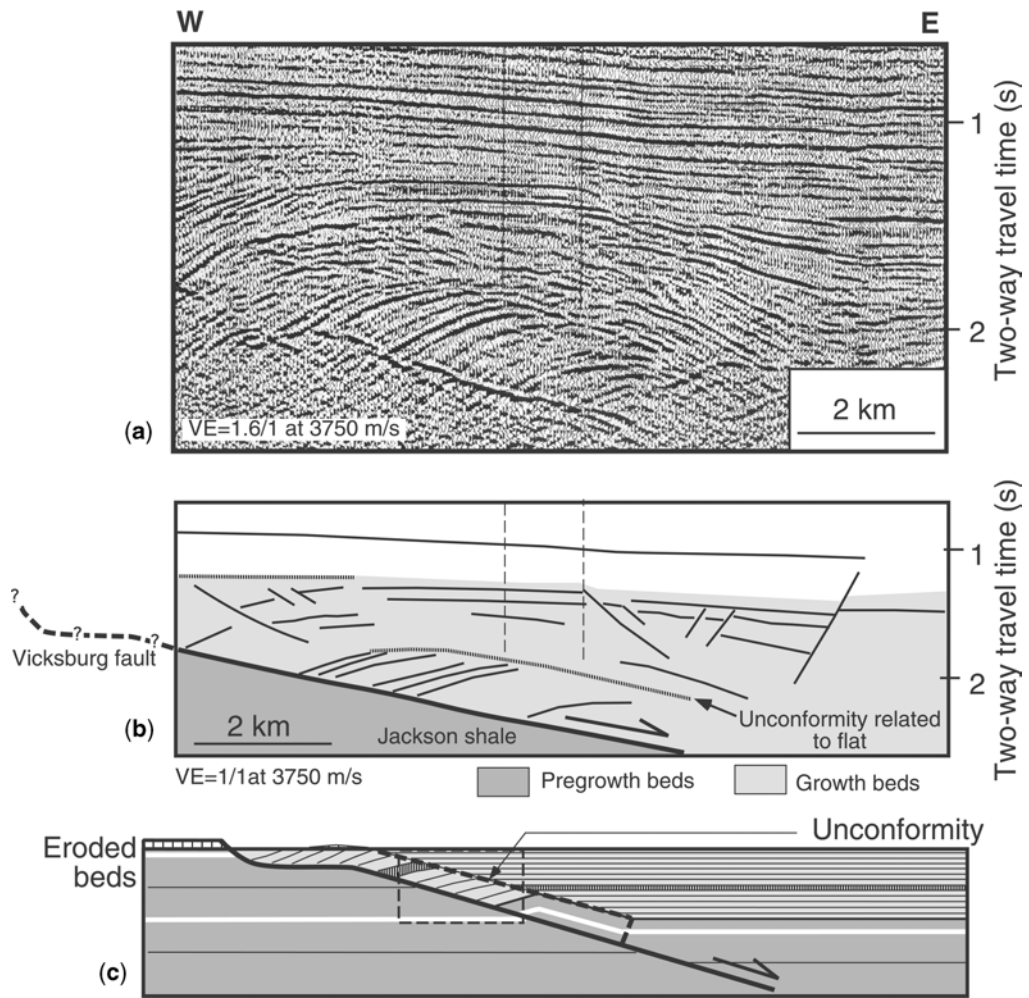 W
E
1
Two-way travel time (s)
2
2 km
(a)
VE=1.6/1 at 3750 m/s
1
Two-way travel time (s)
?
?
?
Vicksburg fault
2
Unconformity related
to flat
(b)
2 km
Jackson shale
VE=1/1at 3750 m/s
Pregrowth beds
Growth beds
Unconformity
Eroded
beds
(c)